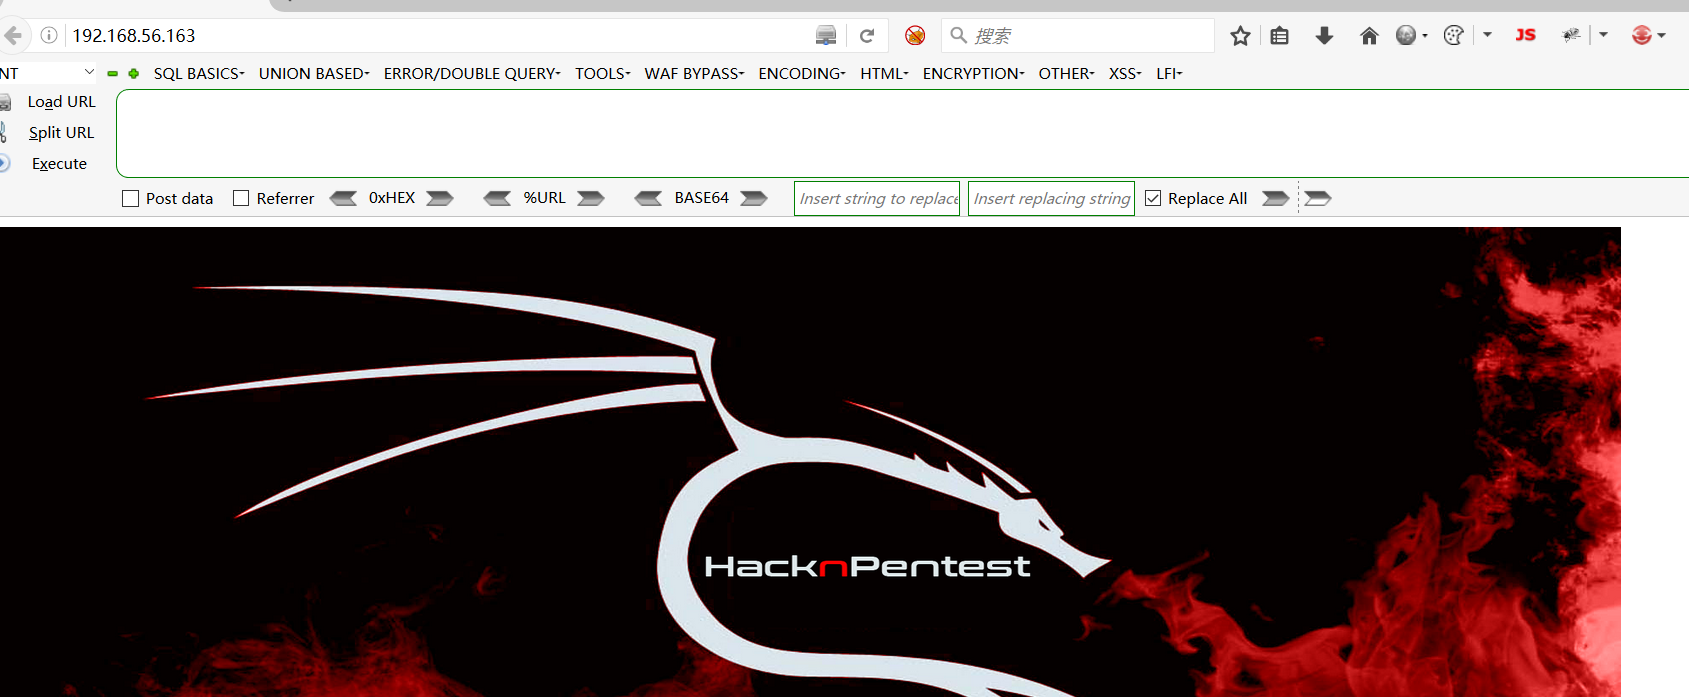 192.168.56.163 搜索 JS
NT SQL BASICS UNION BASED ERROR/DOUBLE QUERY TOOLS WAF BYPASS ENCODING HTML ENCRYPTION OTHER XSS LFI
Load URL
Split URL
Execute
Post data Referrer 0xHEX %URL BASE64 Insert string to replace Insert replacing string Replace All
HacknPentest